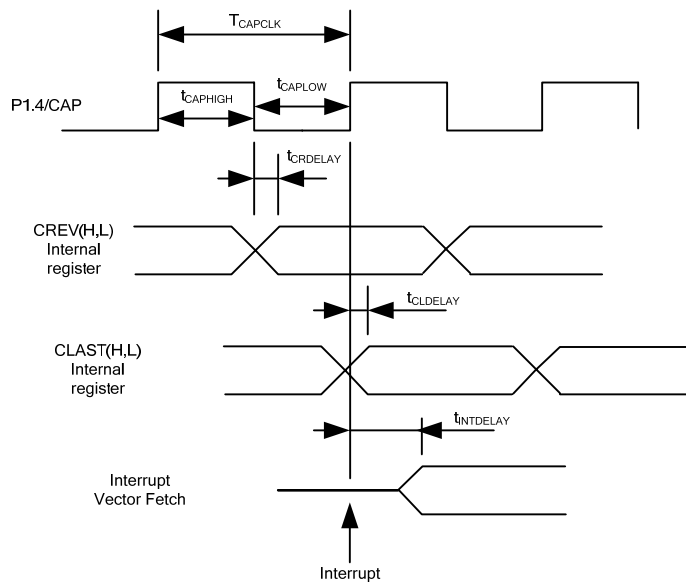 TCAPCLK
P1.4/CAP
tCAPHIGH
tCAPLOW
tCRDELAY
CREV(H,L)
Internal
register
tCLDELAY
CLAST(H,L)
Internal
register
tINTDELAY
Interrupt
Vector Fetch
Interrupt